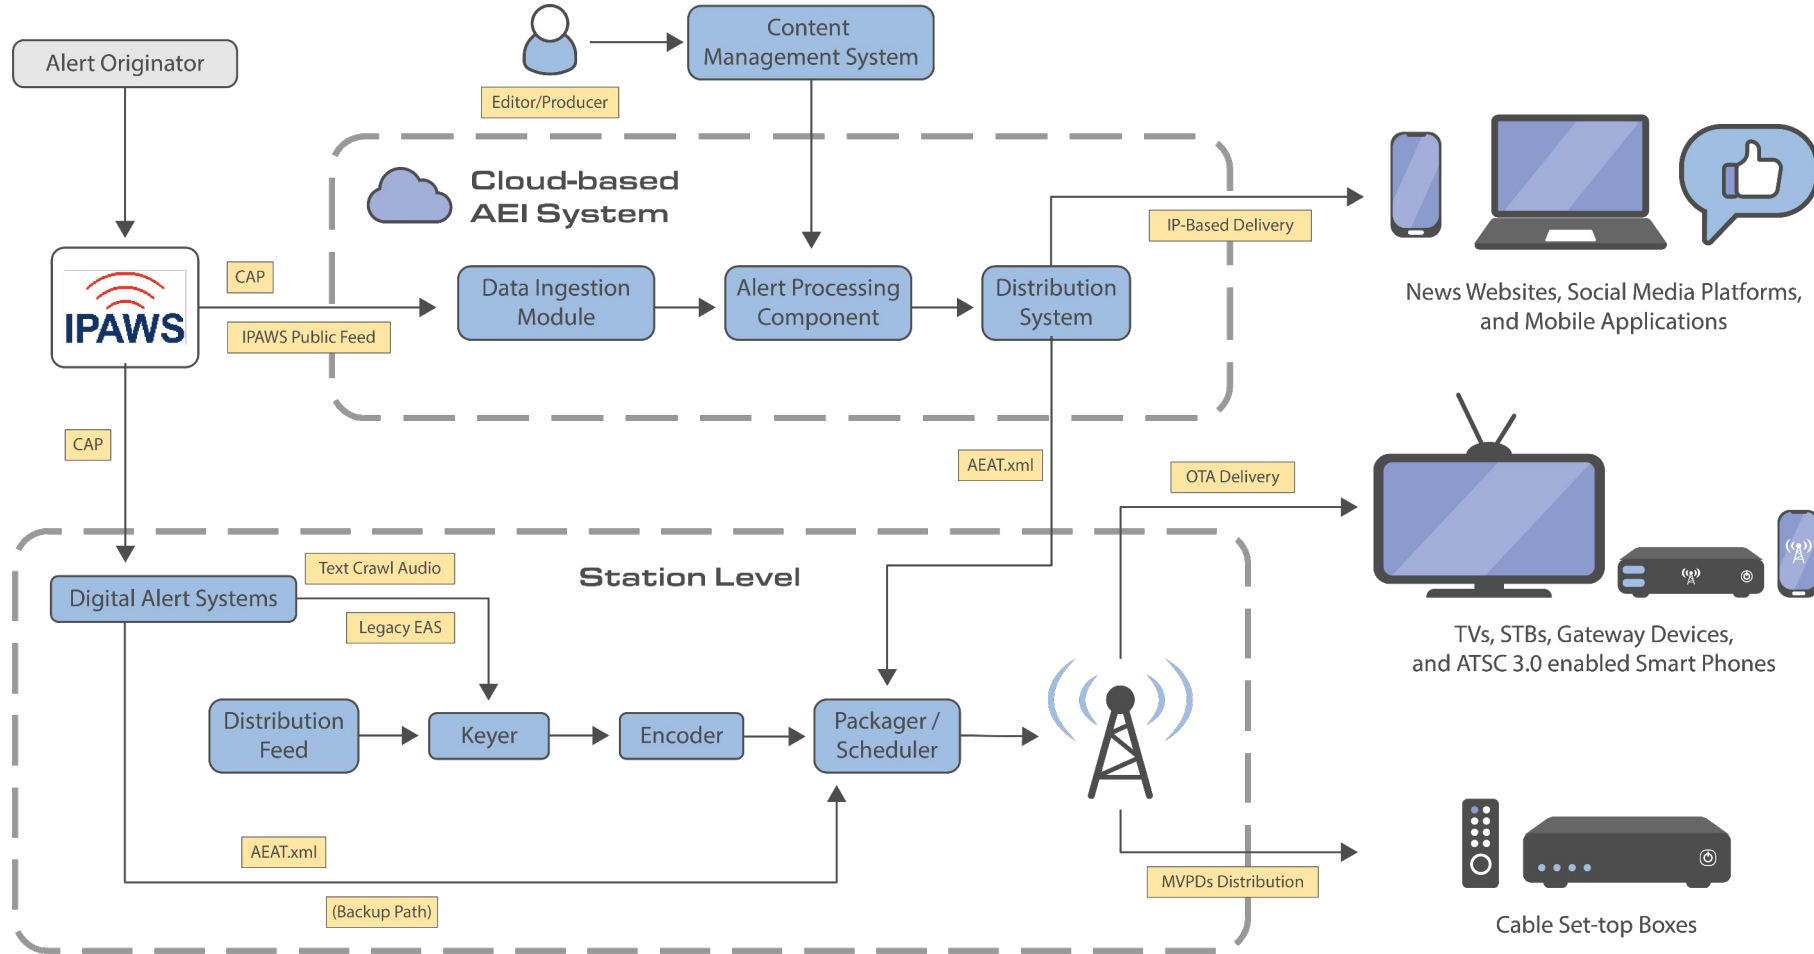 Alert Originator
Content
Management System
Editor/Producer
Cloud-based
AEI System
IP-Based Delivery
CAP
IPAWS
IPAWS Public Feed
Data Ingestion
Module
Alert Processing
Component
Distribution
System
News Websites, Social Media Platforms,
and Mobile Applications
CAP
AEAT.xml
OTA Delivery
Text Crawl Audio
Station Level
Digital Alert Systems
Legacy EAS
TVs, STBs, Gateway Devices,
and ATSC 3.0 enabled Smart Phones
Distribution
Feed
Keyer
Encoder
Packager /
Scheduler
AEAT.xml
(Backup Path)
MVPDs Distribution
Cable Set-top Boxes